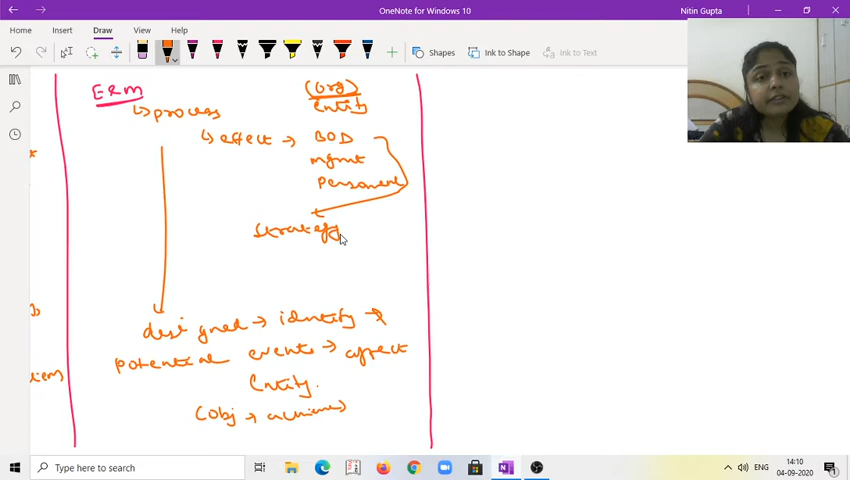 OneNote for Windows 10
Nitin Gupta
Home Insert Draw View Help
Shapes
Ink to Shape
Ink to Text
ERM
(Org)
entity
↳ process
↳ effect → BOD
mgmt
Personnel
Strategy
designed → identify →
potential events → affect
Entity.
(Obj → achieve)
Type here to search
ENG
14:10
04-09-2020